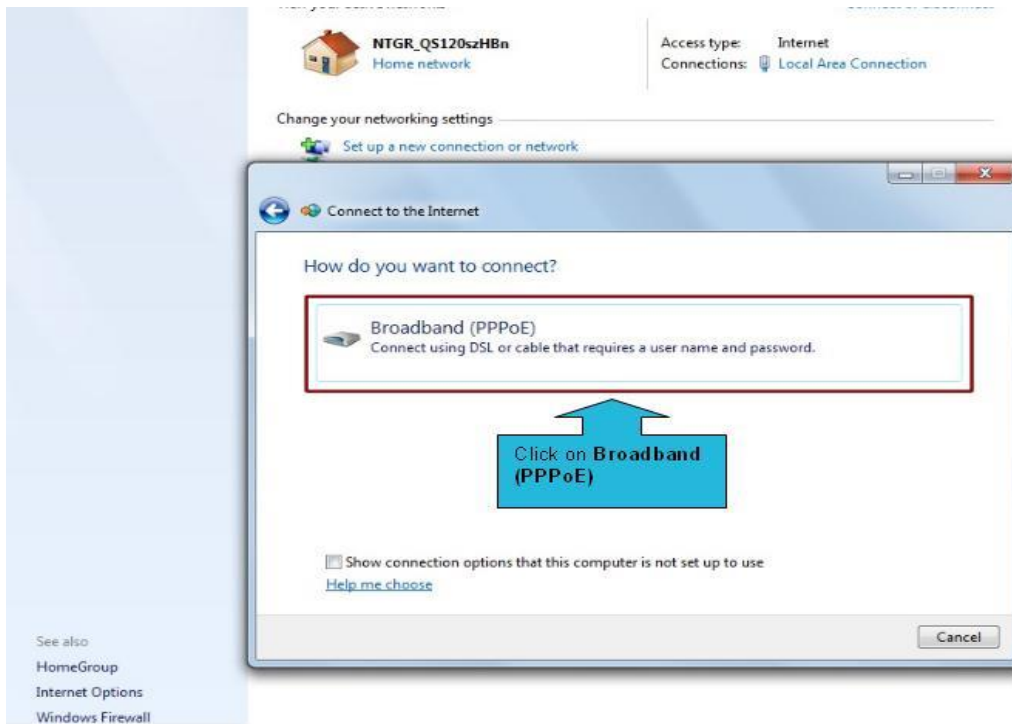 NTGR_QS120szHBn
Home network
Access type: Internet
Connections: Local Area Connection
Change your networking settings
Set up a new connection or network
Connect to the Internet
How do you want to connect?
Broadband (PPPoE)
Connect using DSL or cable that requires a user name and password.
Click on Broadband
(PPPoE)
Show connection options that this computer is not set up to use
Help me choose
Cancel
See also
HomeGroup
Internet Options
Windows Firewall